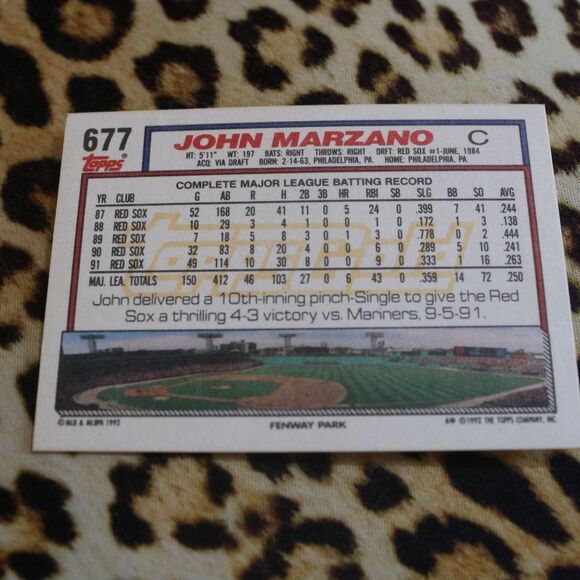 677
Topps
JOHN MARZANO C
HT: 5'11" WT: 197 BATS: RIGHT THROWS: RIGHT DRFT: RED SOX #1-JUNE, 1984
ACQ: VIA DRAFT BORN: 2-14-63, PHILADELPHIA, PA. HOME: PHILADELPHIA, PA.
COMPLETE MAJOR LEAGUE BATTING RECORD
YR CLUB G AB R H 2B 3B HR RBI SB SLG BB SO AVG
87 RED SOX 52 168 20 41 11 0 5 24 0 .399 7 41 .244
88 RED SOX 10 29 3 4 1 0 0 1 0 .172 1 3 .138
89 RED SOX 7 18 5 8 3 0 1 3 0 .778 0 2 .444
90 RED SOX 32 83 8 20 4 0 0 6 0 .289 5 10 .241
91 RED SOX 49 114 10 30 8 0 0 9 0 .333 1 16 .263
MAJ. LEA. TOTALS 150 412 46 103 27 0 6 43 0 .359 14 72 .250
John delivered a 10th-inning pinch-Single to give the Red
Sox a thrilling 4-3 victory vs. Mariners, 9-5-91.
©MLB & MLBPA 1992 FENWAY PARK A* ©1992 THE TOPPS COMPANY, INC.